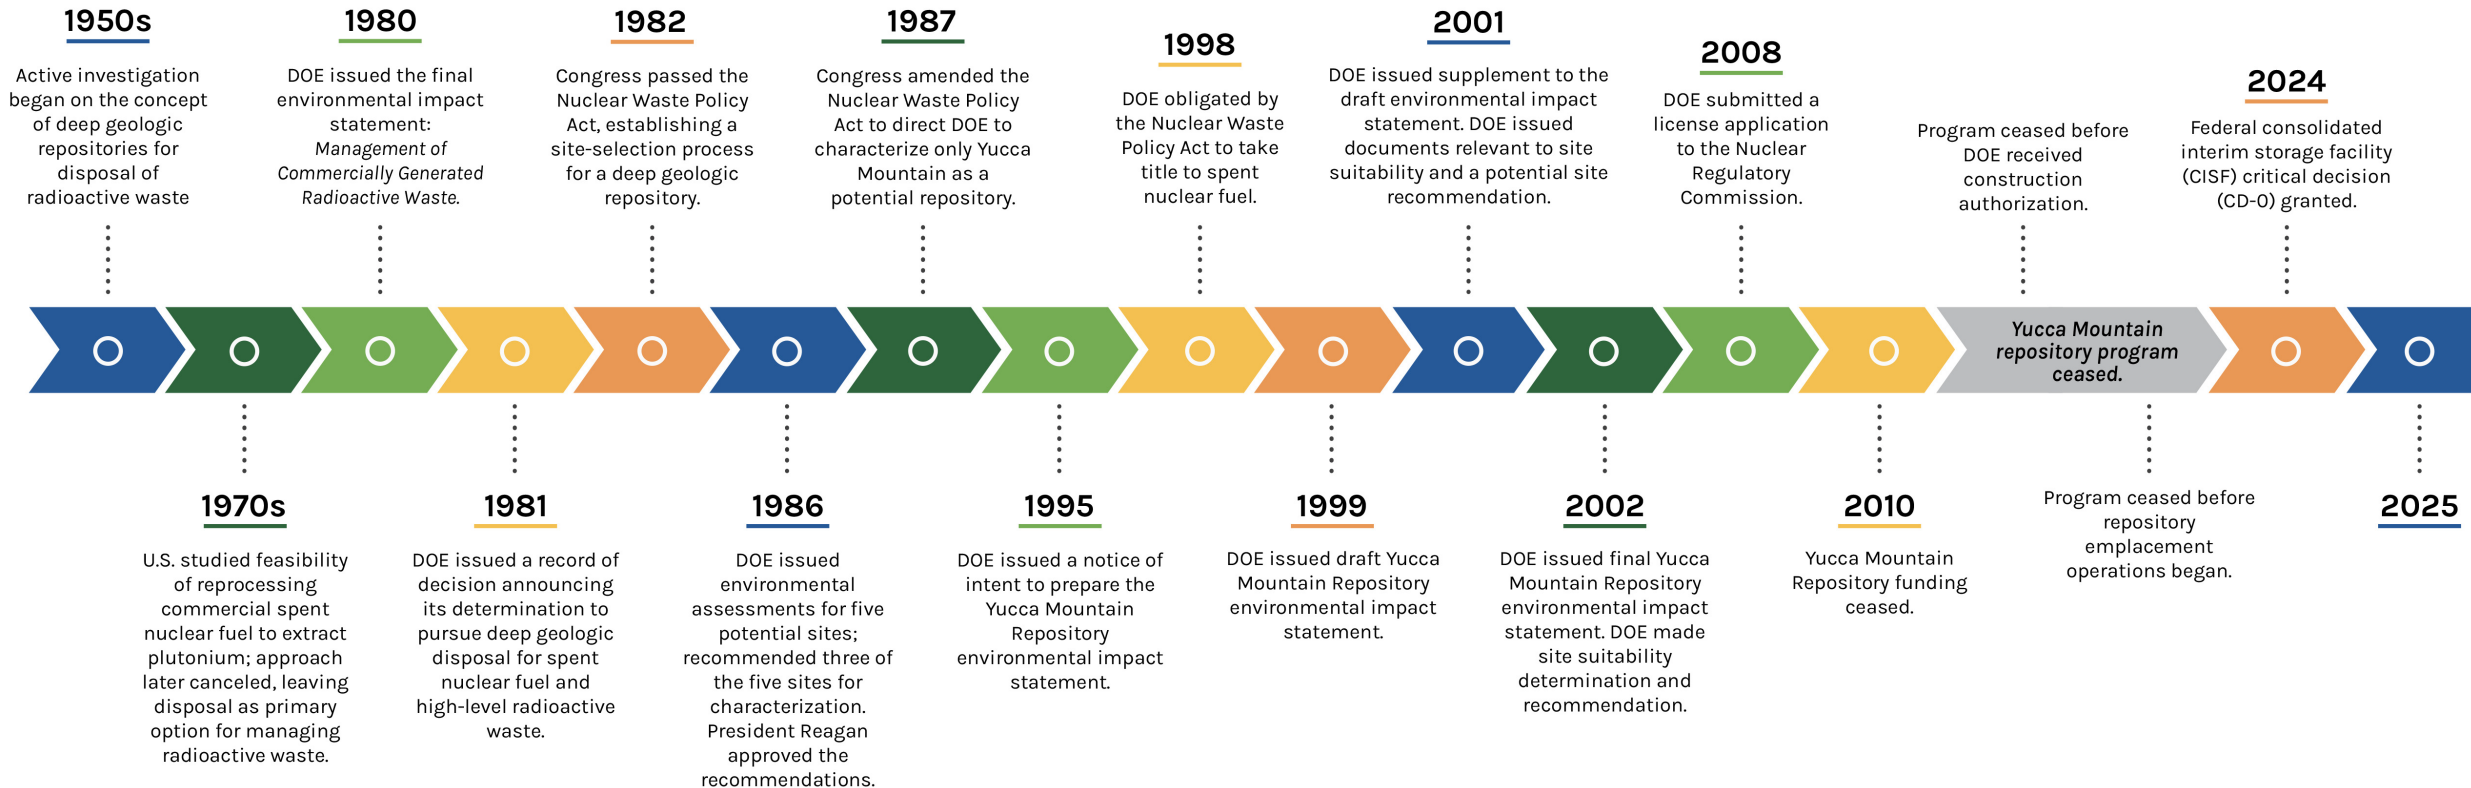 1950s
Active investigation
began on the concept
of deep geologic
repositories for
disposal of
radioactive waste
1980
DOE issued the final
environmental impact
statement:
Management of
Commercially Generated
Radioactive Waste.
1982
Congress passed the
Nuclear Waste Policy
Act, establishing a
site-selection process
for a deep geologic
repository.
1987
Congress amended the
Nuclear Waste Policy
Act to direct DOE to
characterize only Yucca
Mountain as a
potential repository.
1998
DOE obligated by
the Nuclear Waste
Policy Act to take
title to spent
nuclear fuel.
2001
DOE issued supplement to the
draft environmental impact
statement. DOE issued
documents relevant to site
suitability and a potential site
recommendation.
2008
DOE submitted a
license application
to the Nuclear
Regulatory
Commission.
Program ceased before
DOE received
construction
authorization.
2024
Federal consolidated
interim storage facility
(CISF) critical decision
(CD-0) granted.
Yucca Mountain
repository program
ceased.
1970s
U.S. studied feasibility
of reprocessing
commercial spent
nuclear fuel to extract
plutonium; approach
later canceled, leaving
disposal as primary
option for managing
radioactive waste.
1981
DOE issued a record of
decision announcing
its determination to
pursue deep geologic
disposal for spent
nuclear fuel and
high-level radioactive
waste.
1986
DOE issued
environmental
assessments for five
potential sites;
recommended three of
the five sites for
characterization.
President Reagan
approved the
recommendations.
1995
DOE issued a notice of
intent to prepare the
Yucca Mountain
Repository
environmental impact
statement.
1999
DOE issued draft Yucca
Mountain Repository
environmental impact
statement.
2002
DOE issued final Yucca
Mountain Repository
environmental impact
statement. DOE made
site suitability
determination and
recommendation.
2010
Yucca Mountain
Repository funding
ceased.
Program ceased before
repository
emplacement
operations began.
2025